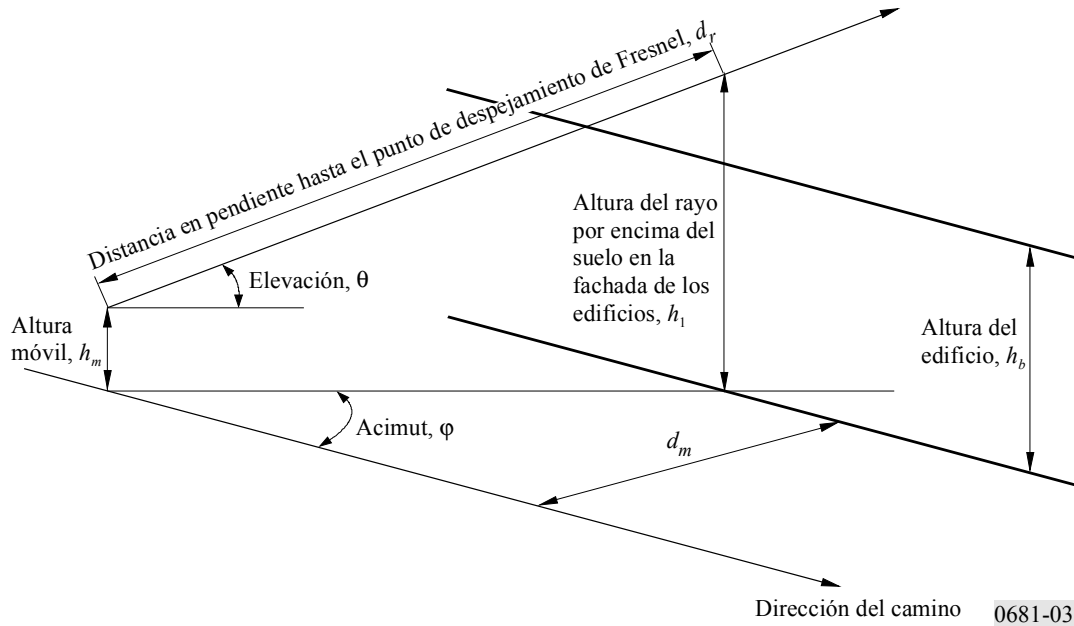 Distancia en pendiente hasta el punto de despejamiento de Fresnel, d_r
Elevación, θ
Altura
móvil, h_m
Altura del rayo
por encima del
suelo en la
fachada de los
edificios, h_1
Altura del
edificio, h_b
Acimut, φ
d_m
Dirección del camino
0681-03